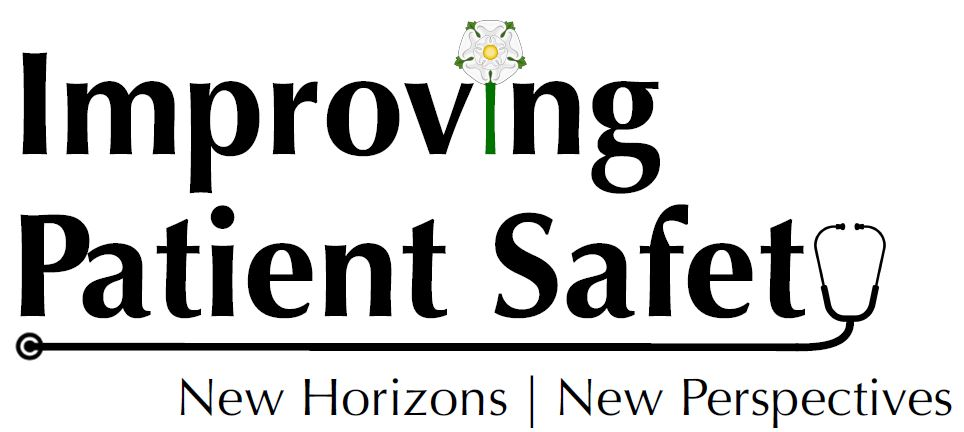 Improving
Patient Safety
New Horizons | New Perspectives